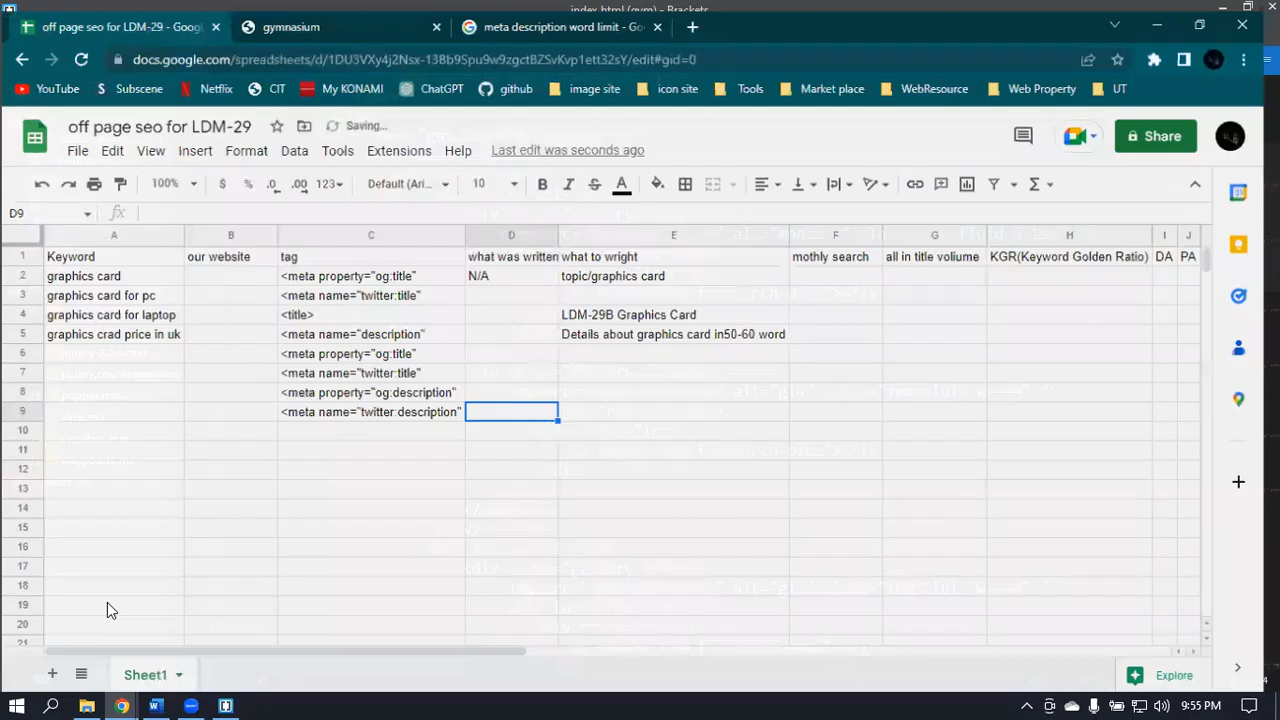 index.html (gym) - Brackets
off page seo for LDM-29 - Googl
gymnasium
meta description word limit - Go
docs.google.com/spreadsheets/d/1DU3VXy4j2Nsx-138b9Spu9w9zgctBZSvKvp1ett32sY/edit#gid=0
YouTube Subscene Netflix CIT My KONAMI ChatGPT github image site icon site Tools Market place WebResource Web Property UT
off page seo for LDM-29 Saving...
Share
File Edit View Insert Format Data Tools Extensions Help Last edit was seconds ago
100% $ % .0 .00 123 Default (Ari... 10 B I S A
D9 fx
A B C D E F G H I J
1 Keyword our website tag what was written what to wright mothly search all in title voliume KGR(Keyword Golden Ratio) DA PA
2 graphics card <meta property="og:title" N/A topic/graphics card
3 graphics card for pc <meta name="twitter:title"
4 graphics card for laptop <title> LDM-29B Graphics Card
5 graphics crad price in uk <meta name="description" Details about graphics card in50-60 word
6 <meta property="og:title"
7 <meta name="twitter:title"
8 <meta property="og:description"
9 <meta name="twitter:description"
10
11
12
13
14
15
16
17
18
19
20
21
Sheet1
Explore
9:55 PM